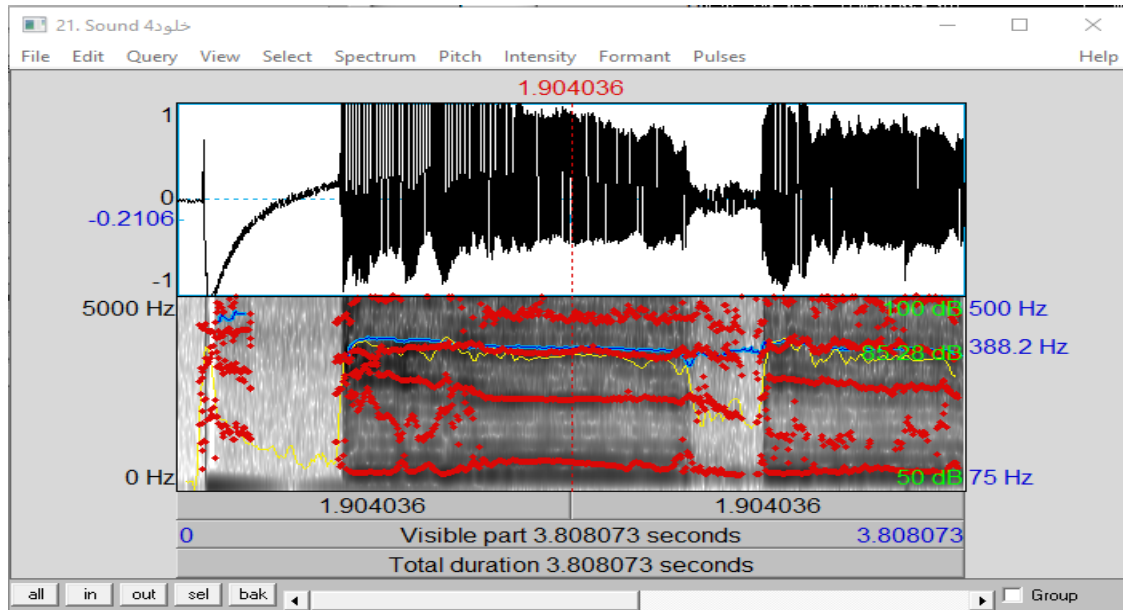 21. Sound 4خلود
File Edit Query View Select Spectrum Pitch Intensity Formant Pulses Help
1.904036
1
0
-0.2106
-1
5000 Hz 100 dB 500 Hz
85.28 dB 388.2 Hz
0 Hz 50 dB 75 Hz
1.904036 1.904036
0 Visible part 3.808073 seconds 3.808073
Total duration 3.808073 seconds
all in out sel bak Group